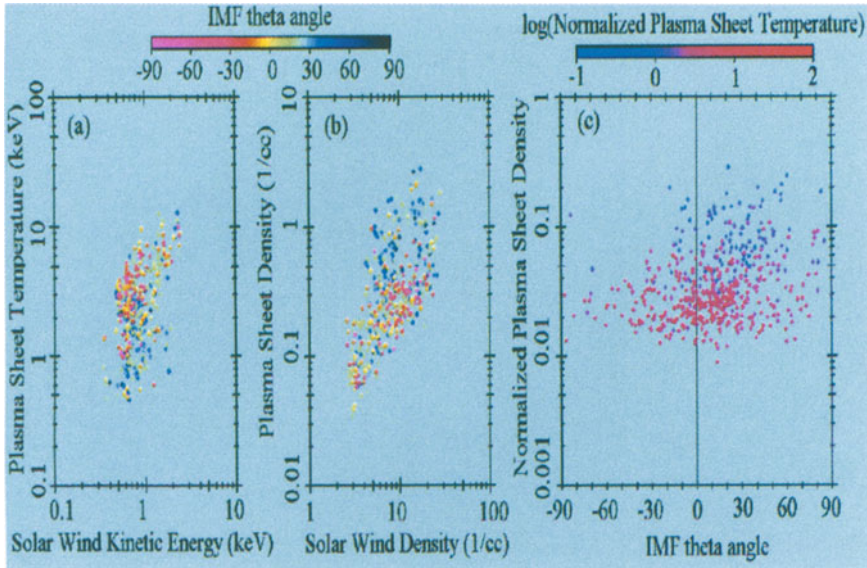 IMF theta angle
-90 -60 -30 0 30 60 90
log(Normalized Plasma Sheet Temperature)
-1 0 1 2
(a)
Plasma Sheet Temperature (keV)
100
10
1
0.1
0.1 1 10
Solar Wind Kinetic Energy (keV)
(b)
Plasma Sheet Density (1/cc)
10
1
0.1
0.01
1 10 100
Solar Wind Density (1/cc)
(c)
Normalized Plasma Sheet Density
1
0.1
0.01
0.001
-90 -60 -30 0 30 60 90
IMF theta angle